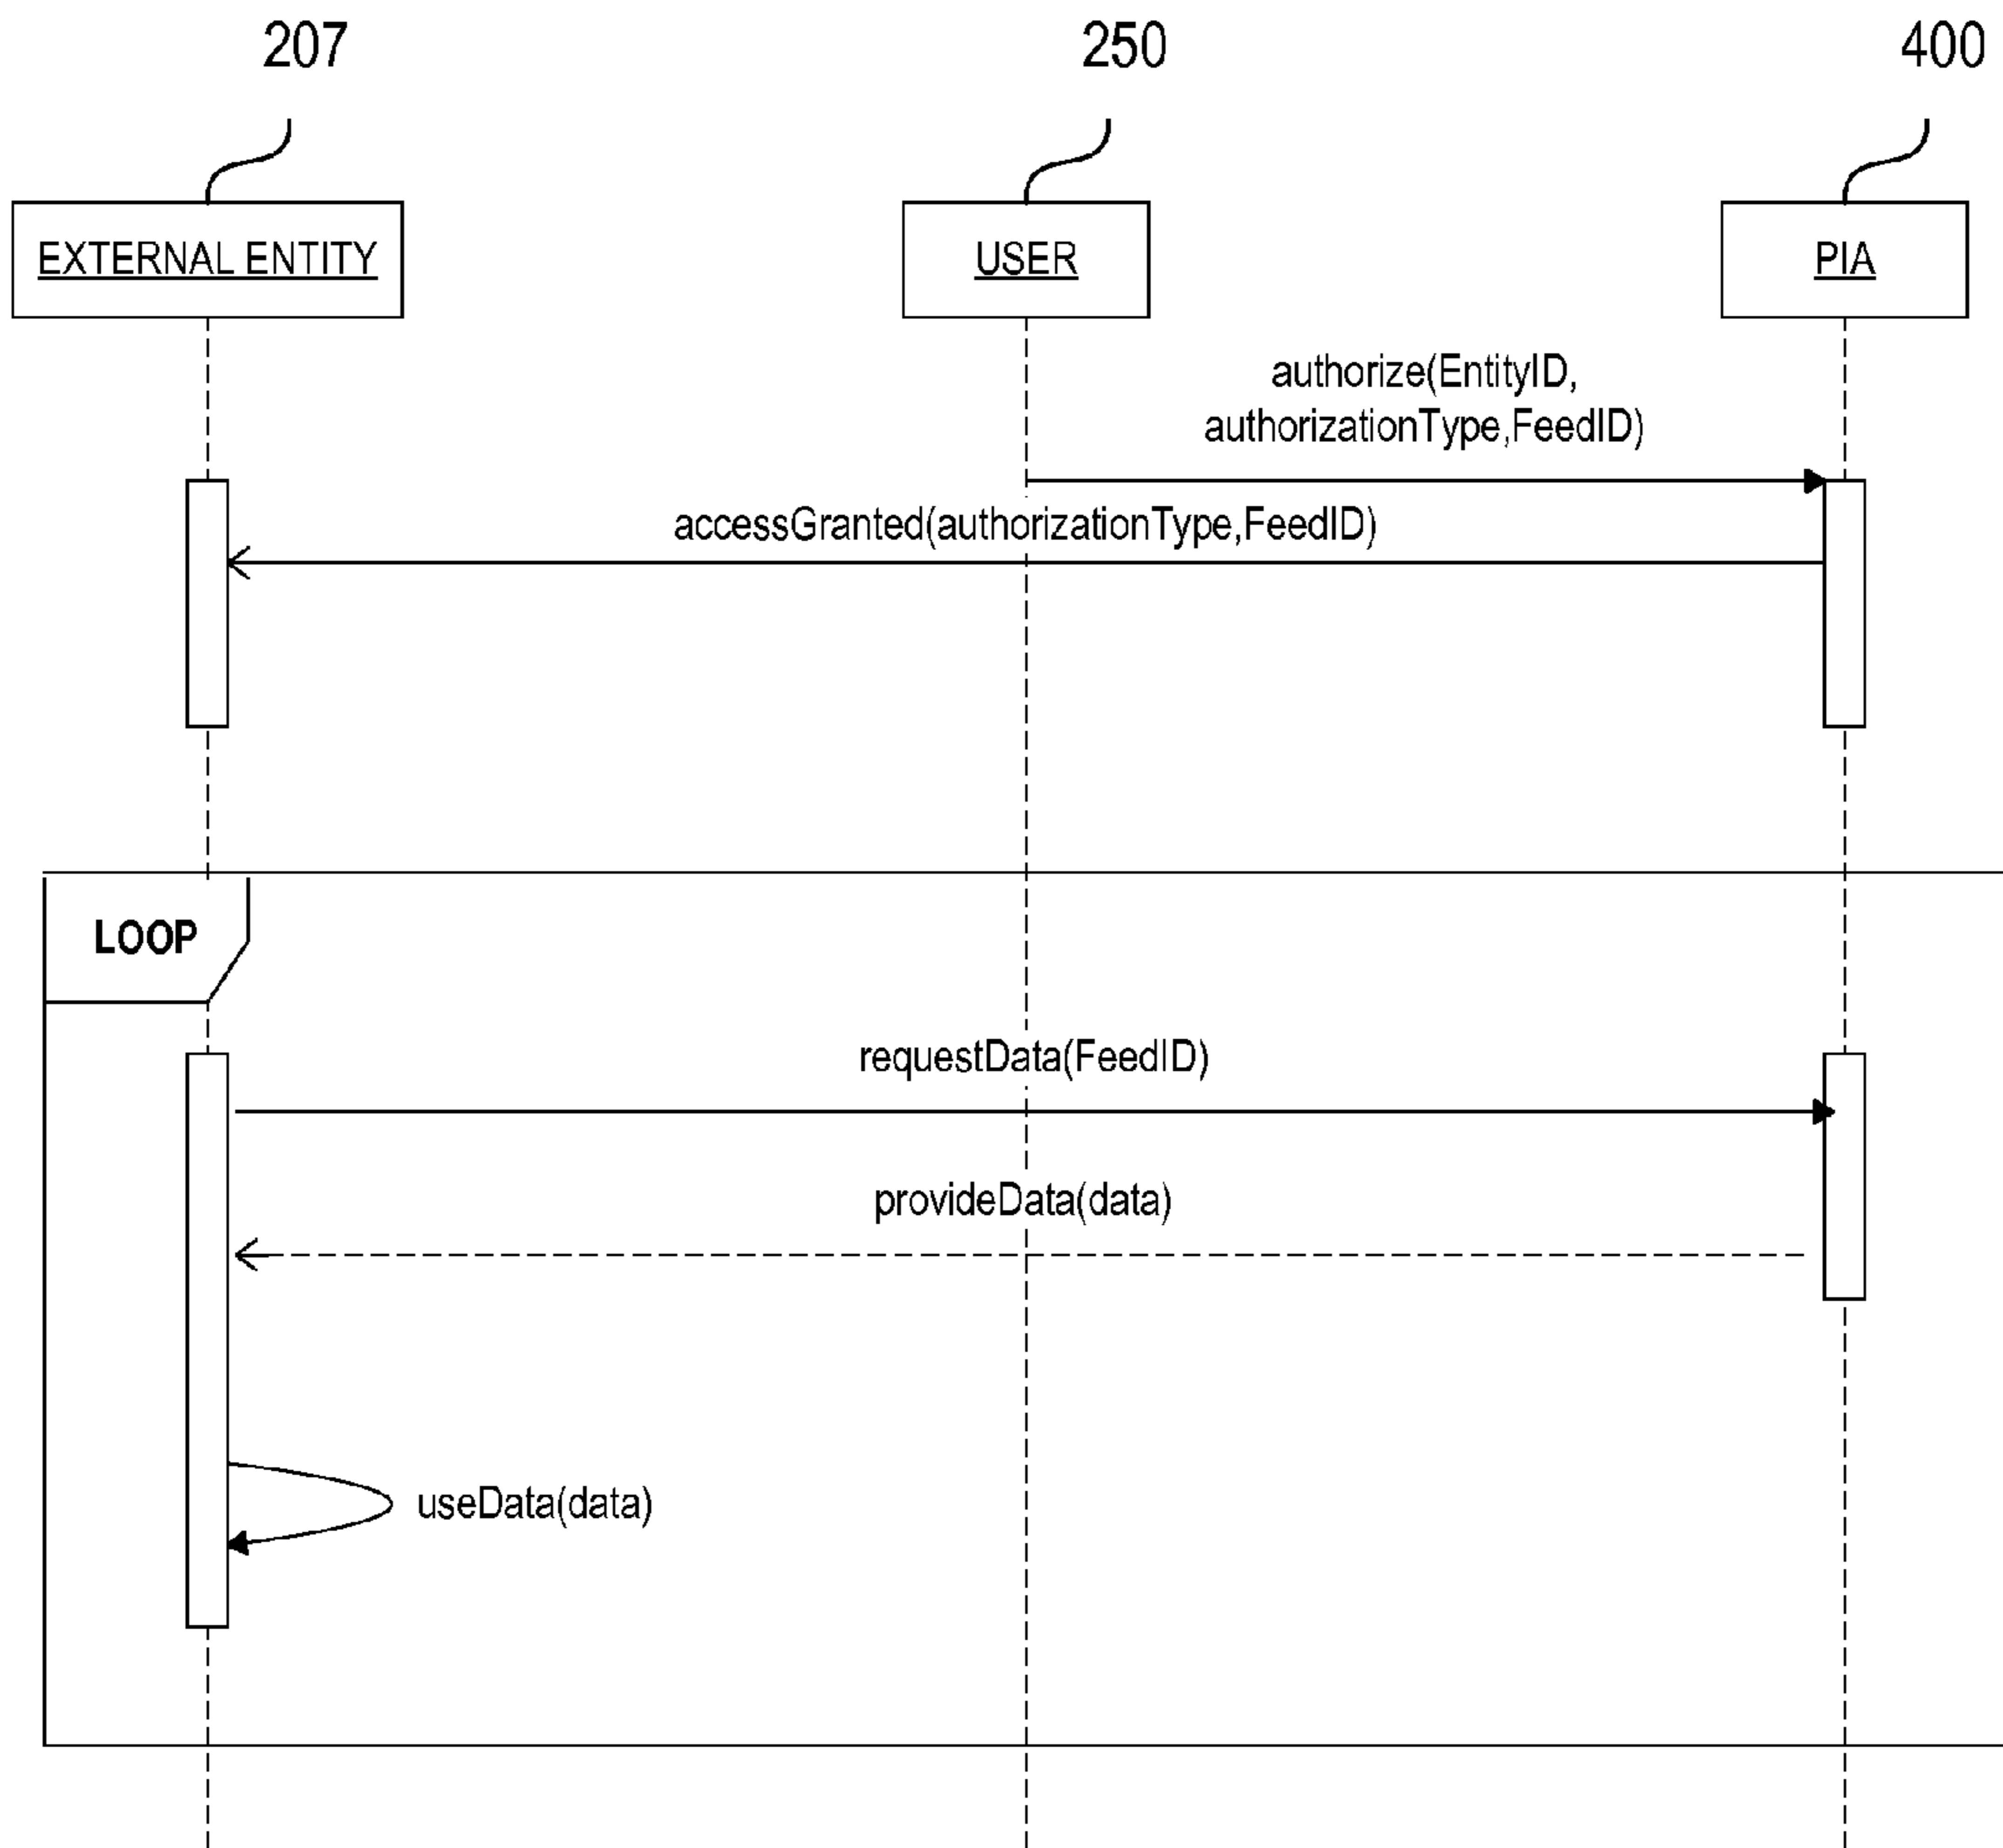 207
250
400
EXTERNAL ENTITY
USER
PIA
authorize(EntityID,
authorizationType,FeedID)
accessGranted(authorizationType,FeedID)
LOOP
requestData(FeedID)
provideData(data)
useData(data)